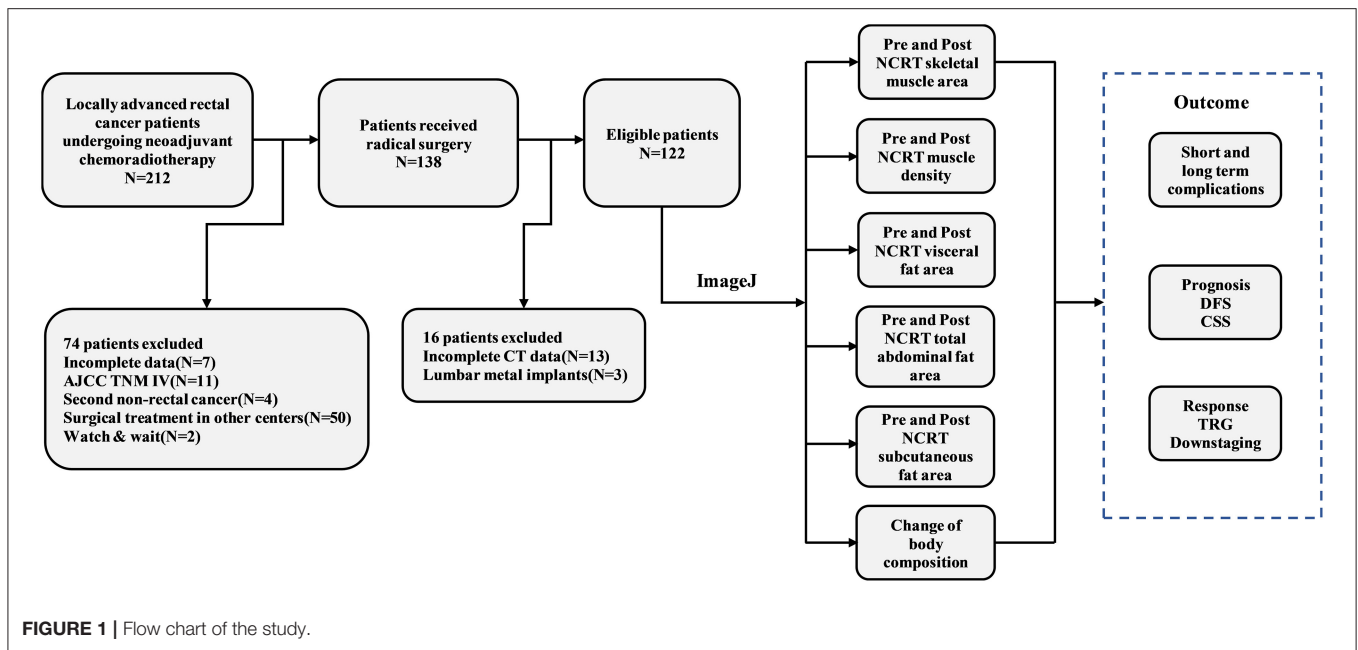 Locally advanced rectal
cancer patients
undergoing neoadjuvant
chemoradiotherapy
N=212
Patients received
radical surgery
N=138
Eligible patients
N=122
74 patients excluded
Incomplete data(N=7)
AJCC TNM IV(N=11)
Second non-rectal cancer(N=4)
Surgical treatment in other centers(N=50)
Watch & wait(N=2)
16 patients excluded
Incomplete CT data(N=13)
Lumbar metal implants(N=3)
ImageJ
Pre and Post
NCRT skeletal
muscle area
Pre and Post
NCRT muscle
density
Pre and Post
NCRT visceral
fat area
Pre and Post
NCRT total
abdominal fat
area
Pre and Post
NCRT
subcutaneous
fat area
Change of
body
composition
Outcome
Short and
long term
complications
Prognosis
DFS
CSS
Response
TRG
Downstaging
FIGURE 1 | Flow chart of the study.